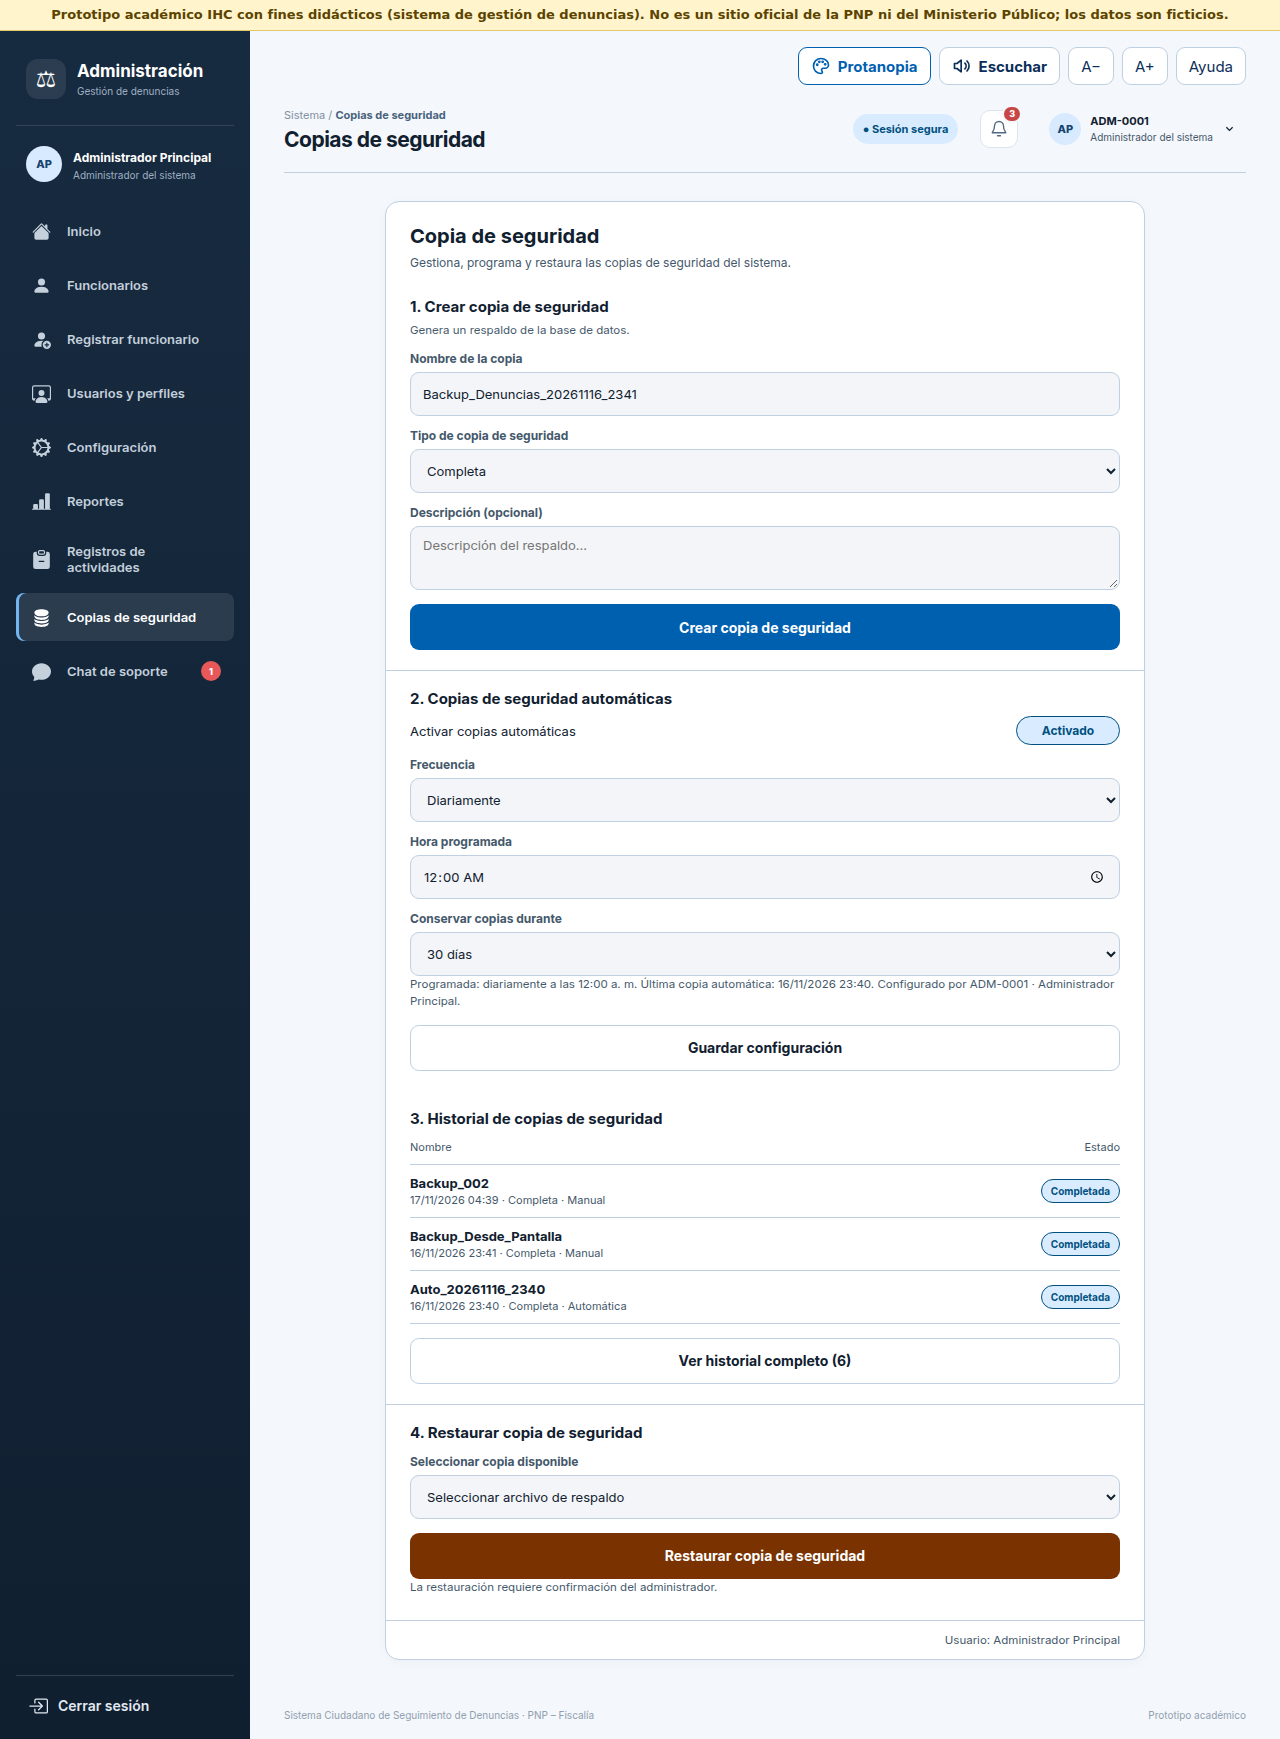 Prototipo académico IHC con fines didácticos (sistema de gestión de denuncias). No es un sitio oficial de la PNP ni del Ministerio Público; los datos son ficticios.
Administración
Gestión de denuncias
AP
Administrador Principal
Administrador del sistema
Inicio
Funcionarios
Registrar funcionario
Usuarios y perfiles
Configuración
Reportes
Registros de
actividades
Copias de seguridad
Chat de soporte
1
Cerrar sesión
Protanopia
Escuchar
A−
A+
Ayuda
Sistema / Copias de seguridad
Copias de seguridad
● Sesión segura
3
AP
ADM-0001
Administrador del sistema
Copia de seguridad
Gestiona, programa y restaura las copias de seguridad del sistema.
1. Crear copia de seguridad
Genera un respaldo de la base de datos.
Nombre de la copia
Backup_Denuncias_20261116_2341
Tipo de copia de seguridad
Completa
Descripción (opcional)
Descripción del respaldo...
Crear copia de seguridad
2. Copias de seguridad automáticas
Activar copias automáticas
Activado
Frecuencia
Diariamente
Hora programada
12:00 AM
Conservar copias durante
30 días
Programada: diariamente a las 12:00 a. m. Última copia automática: 16/11/2026 23:40. Configurado por ADM-0001 · Administrador
Principal.
Guardar configuración
3. Historial de copias de seguridad
Nombre
Estado
Backup_002
17/11/2026 04:39 · Completa · Manual
Completada
Backup_Desde_Pantalla
16/11/2026 23:41 · Completa · Manual
Completada
Auto_20261116_2340
16/11/2026 23:40 · Completa · Automática
Completada
Ver historial completo (6)
4. Restaurar copia de seguridad
Seleccionar copia disponible
Seleccionar archivo de respaldo
Restaurar copia de seguridad
La restauración requiere confirmación del administrador.
Usuario: Administrador Principal
Sistema Ciudadano de Seguimiento de Denuncias · PNP – Fiscalía
Prototipo académico